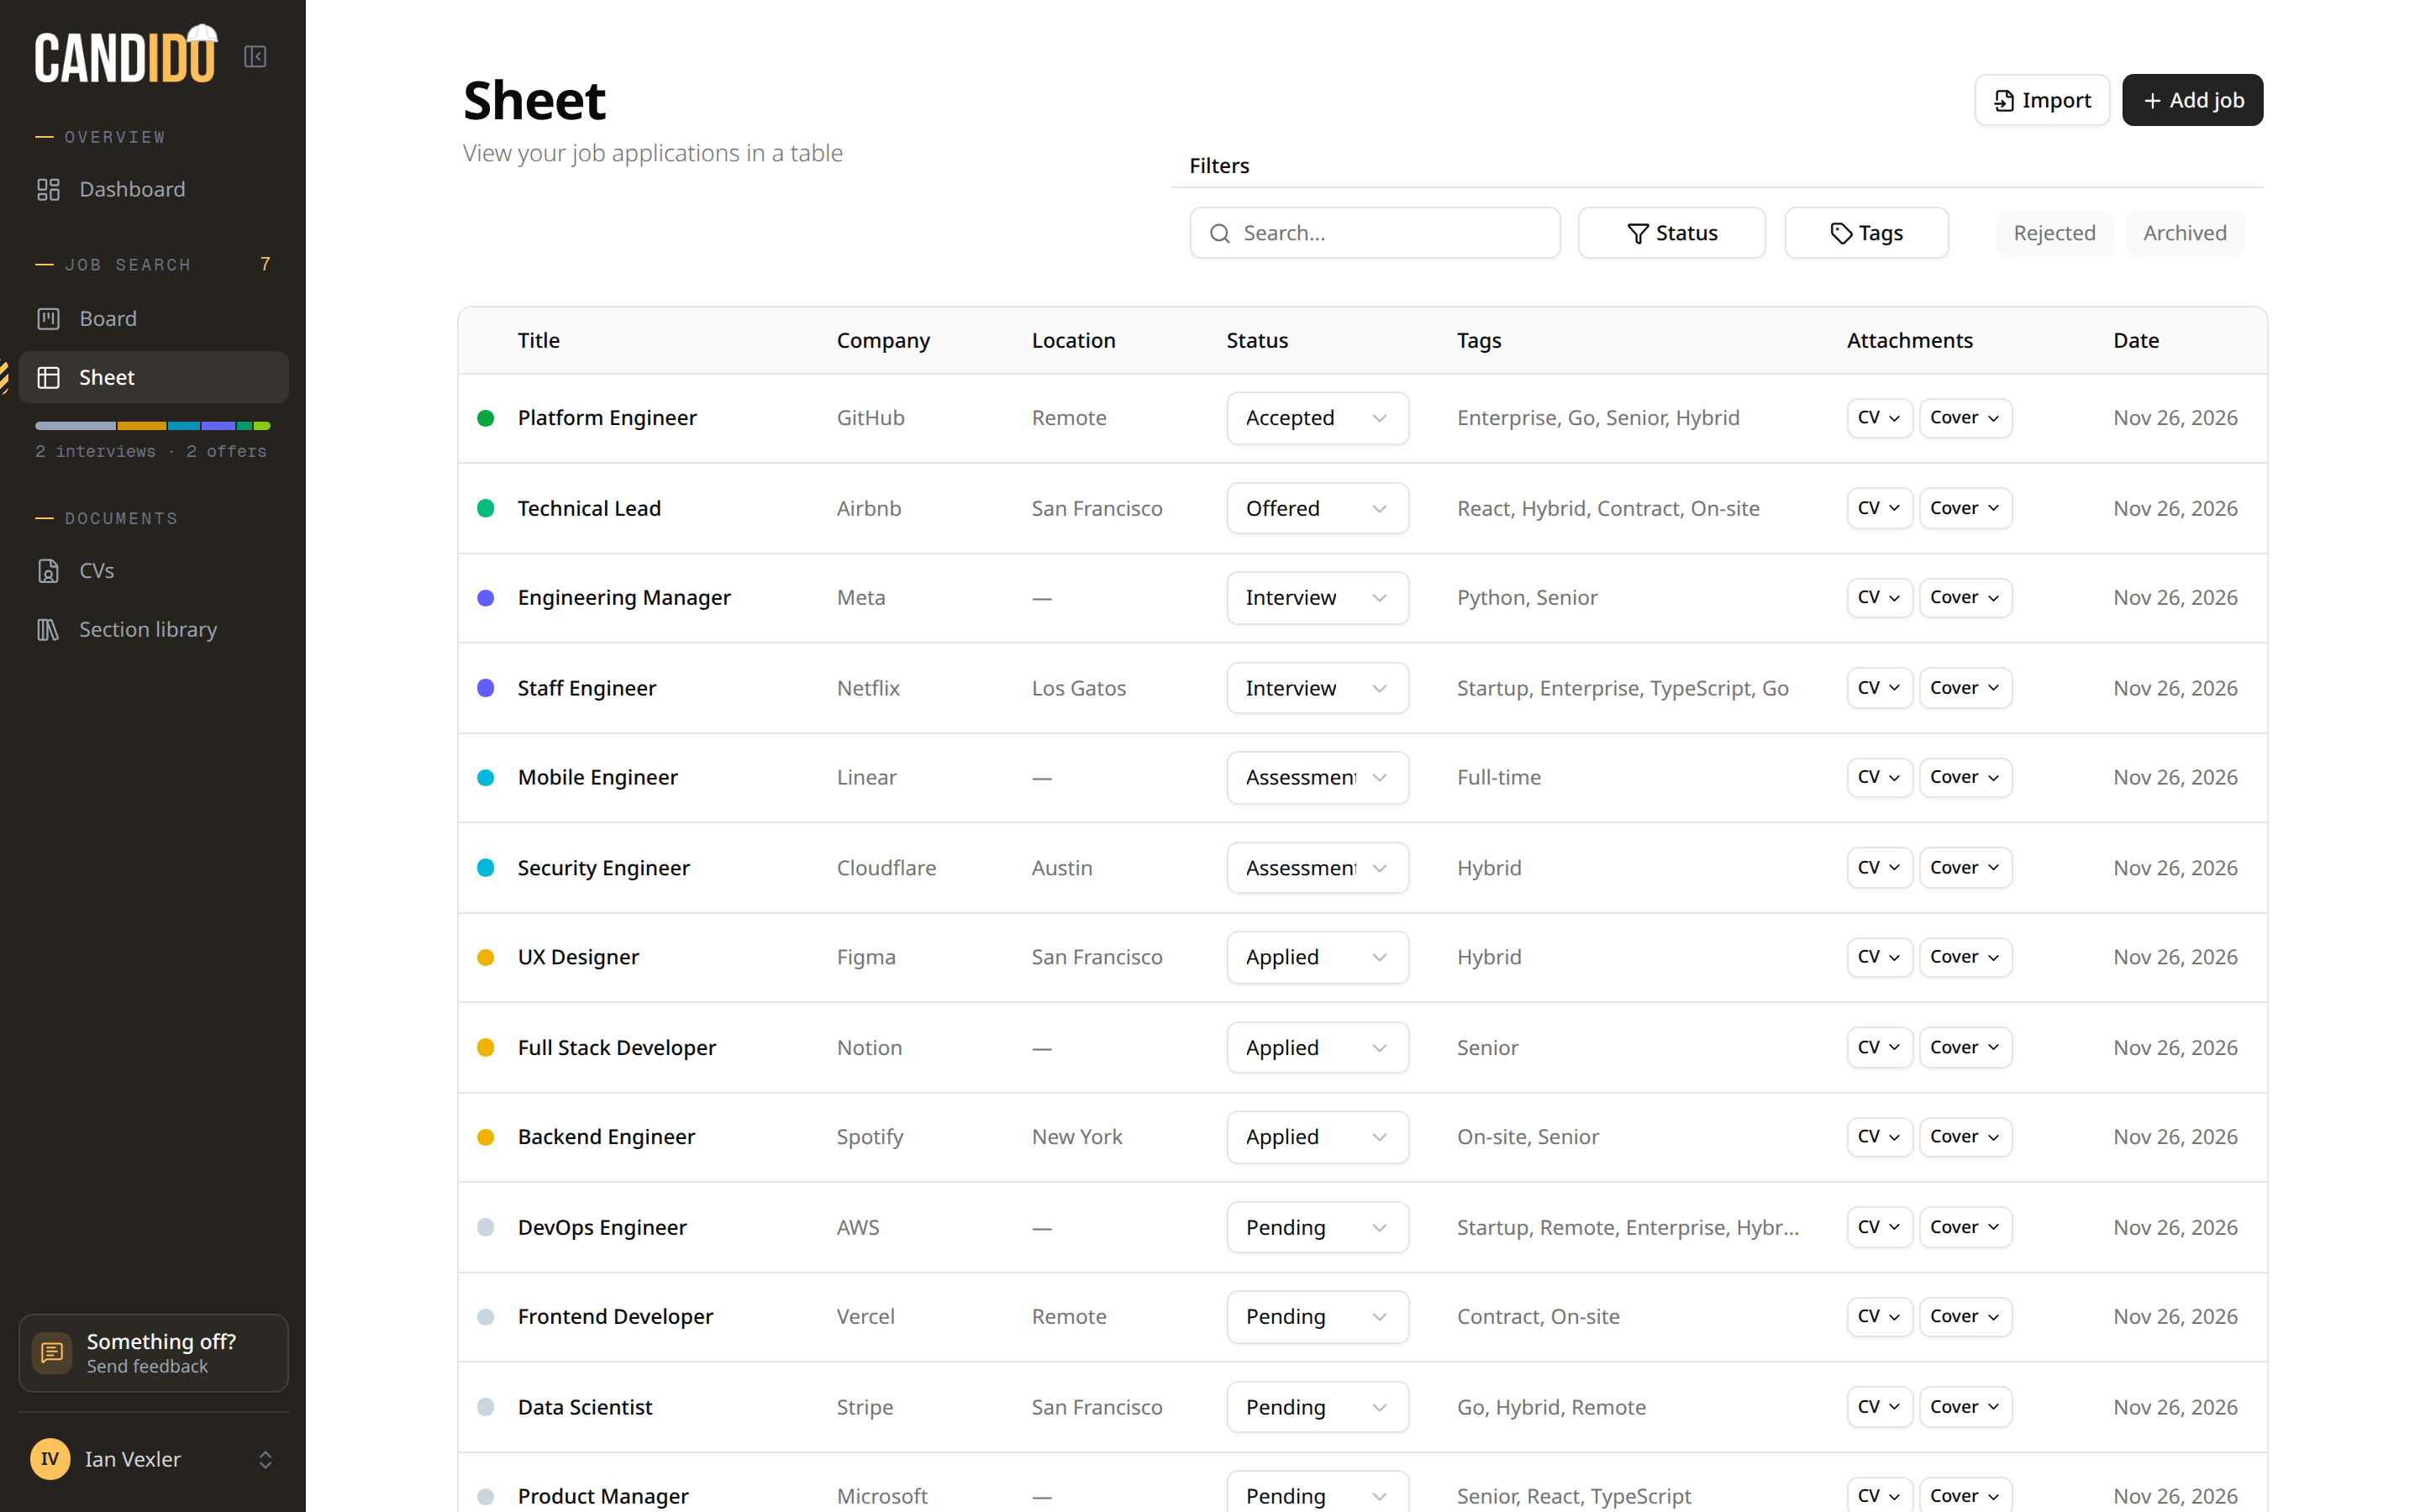 CANDIDO
OVERVIEW
Dashboard
JOB SEARCH 7
Board
Sheet
2 interviews · 2 offers
DOCUMENTS
CVs
Section library
Something off?
Send feedback
IV Ian Vexler
Sheet
View your job applications in a table
Import
Add job
Filters
Search...
Status
Tags
Rejected
Archived
Title Company Location Status Tags Attachments Date
Platform Engineer GitHub Remote Accepted Enterprise, Go, Senior, Hybrid CV Cover Nov 26, 2026
Technical Lead Airbnb San Francisco Offered React, Hybrid, Contract, On-site CV Cover Nov 26, 2026
Engineering Manager Meta — Interview Python, Senior CV Cover Nov 26, 2026
Staff Engineer Netflix Los Gatos Interview Startup, Enterprise, TypeScript, Go CV Cover Nov 26, 2026
Mobile Engineer Linear — Assessment Full-time CV Cover Nov 26, 2026
Security Engineer Cloudflare Austin Assessment Hybrid CV Cover Nov 26, 2026
UX Designer Figma San Francisco Applied Hybrid CV Cover Nov 26, 2026
Full Stack Developer Notion — Applied Senior CV Cover Nov 26, 2026
Backend Engineer Spotify New York Applied On-site, Senior CV Cover Nov 26, 2026
DevOps Engineer AWS — Pending Startup, Remote, Enterprise, Hybr... CV Cover Nov 26, 2026
Frontend Developer Vercel Remote Pending Contract, On-site CV Cover Nov 26, 2026
Data Scientist Stripe San Francisco Pending Go, Hybrid, Remote CV Cover Nov 26, 2026
Product Manager Microsoft — Pending Senior, React, TypeScript CV Cover Nov 26, 2026